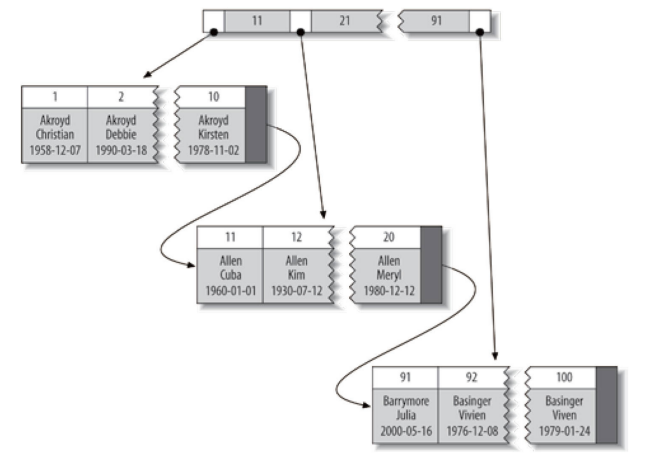 11 21 91
1 2 10
Akroyd Akroyd Akroyd
Christian Debbie Kirsten
1958-12-07 1990-03-18 1978-11-02
11 12 20
Allen Allen Allen
Cuba Kim Meryl
1960-01-01 1930-07-12 1980-12-12
91 92 100
Barrymore Basinger Basinger
Julia Vivien Viven
2000-05-16 1976-12-08 1979-01-24